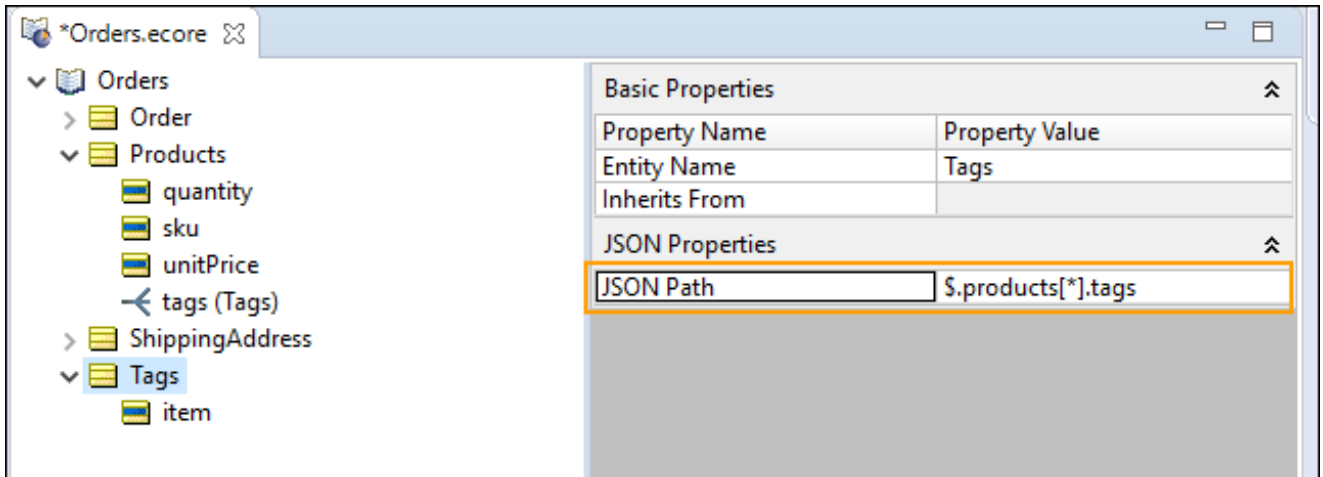 *Orders.ecore
Orders
Order
Products
quantity
sku
unitPrice
tags (Tags)
ShippingAddress
Tags
item
Basic Properties
Property Name Property Value
Entity Name Tags
Inherits From
JSON Properties
JSON Path $.products[*].tags